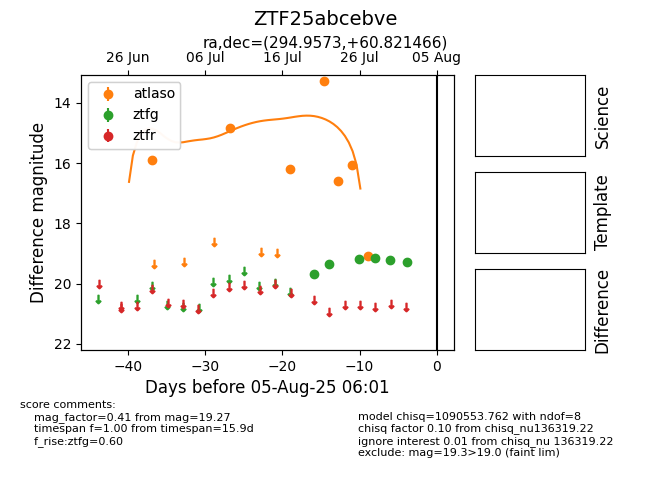 ZTF25abcebve
ra,dec=(294.9573,+60.821466)
26 Jun 06 Jul 16 Jul 26 Jul 05 Aug
atlaso
ztfg
ztfr
14
16
18
20
22
Difference magnitude
−40 −30 −20 −10 0
Days before 05-Aug-25 06:01
Science
Template
Difference
score comments:
mag_factor=0.41 from mag=19.27
timespan f=1.00 from timespan=15.9d
f_rise:ztfg=0.60
model chisq=1090553.762 with ndof=8
chisq factor 0.10 from chisq_nu136319.22
ignore interest 0.01 from chisq_nu 136319.22
exclude: mag=19.3>19.0 (faint lim)